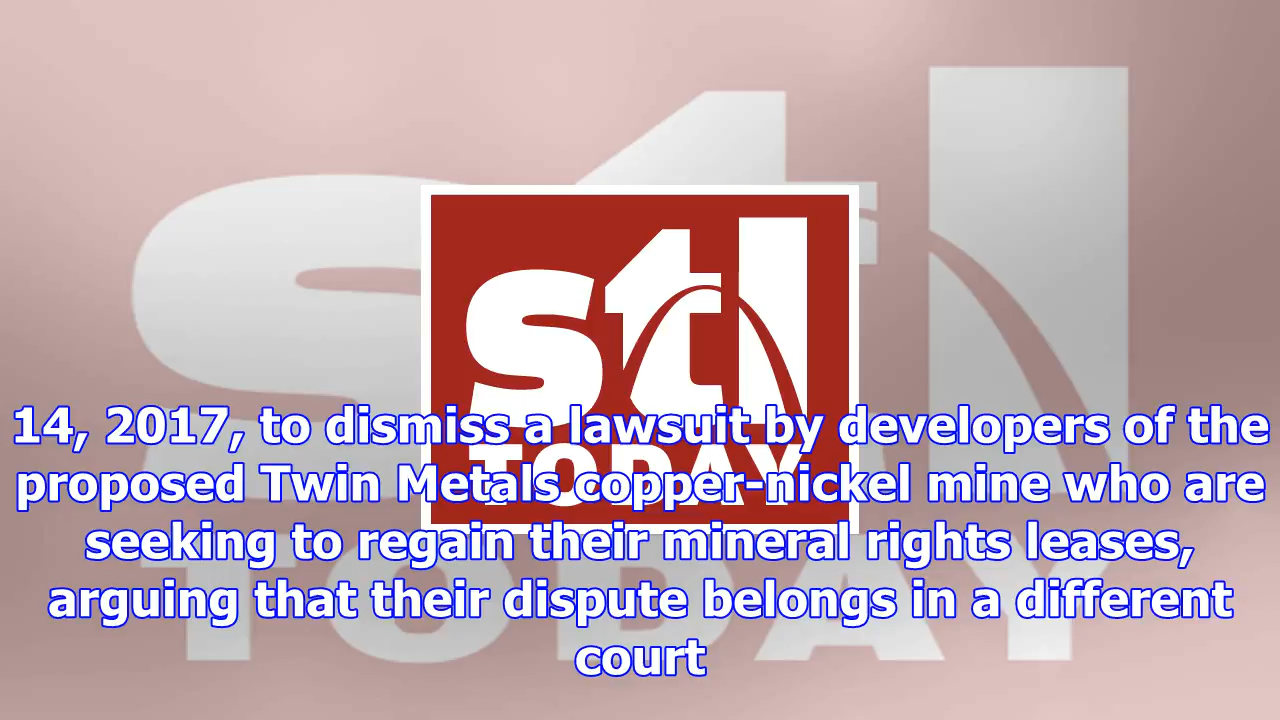 stl
TODAY
14, 2017, to dismiss a lawsuit by developers of the
proposed Twin Metals copper-nickel mine who are
seeking to regain their mineral rights leases,
arguing that their dispute belongs in a different
court